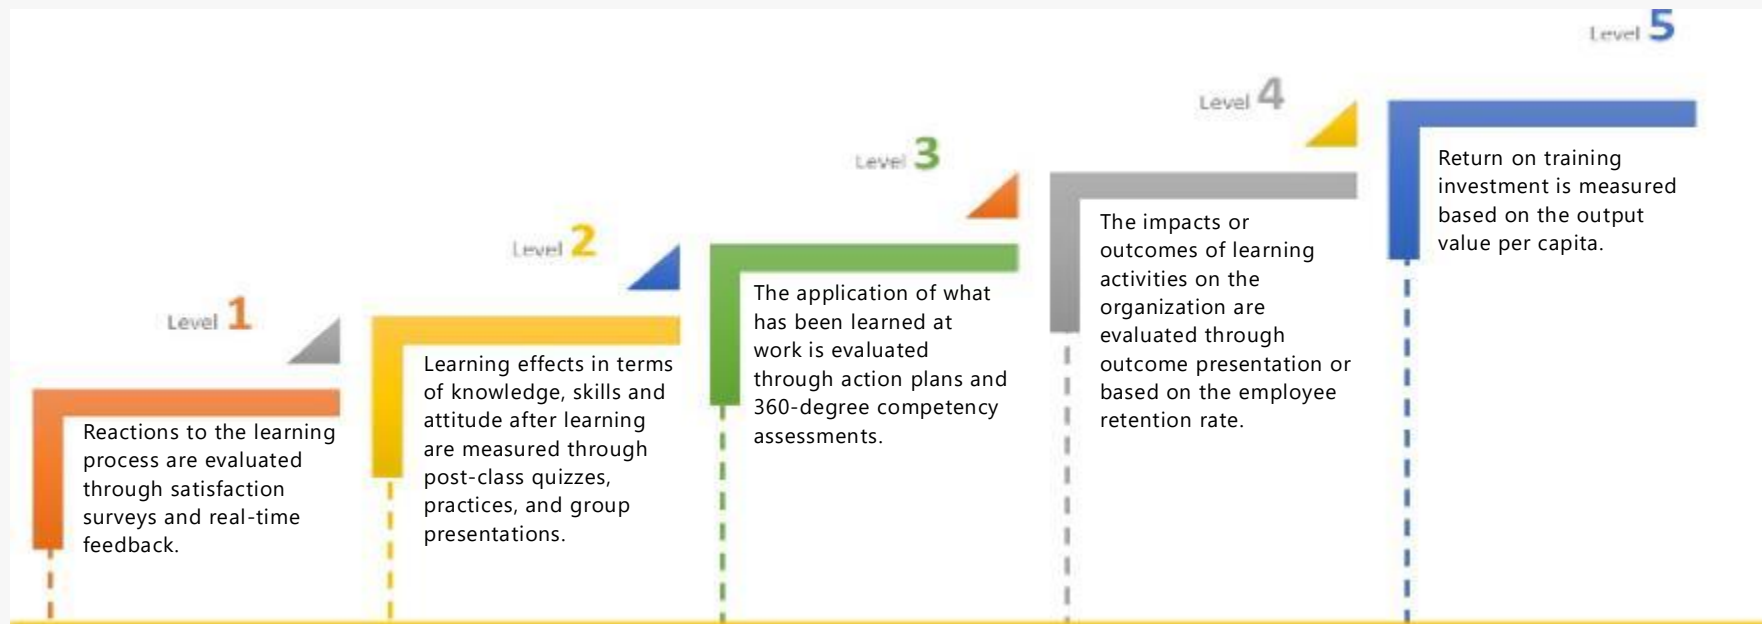 Level 1
Reactions to the learning
process are evaluated
through satisfaction
surveys and real-time
feedback.
Level 2
Learning effects in terms
of knowledge, skills and
attitude after learning
are measured through
post-class quizzes,
practices, and group
presentations.
Level 3
The application of what
has been learned at
work is evaluated
through action plans and
360-degree competency
assessments.
Level 4
The impacts or
outcomes of learning
activities on the
organization are
evaluated through
outcome presentation or
based on the employee
retention rate.
Level 5
Return on training
investment is measured
based on the output
value per capita.